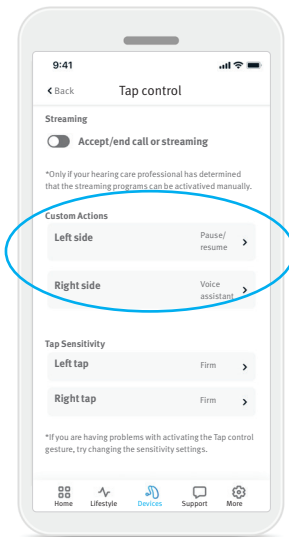 9:41
Back Tap control
Streaming
Accept/end call or streaming
*Only if your hearing care professional has determined
that the streaming programs can be activatived manually.
Custom Actions
Left side Pause/
resume
Right side Voice
assistant
Tap Sensitivity
Left tap Firm
Right tap Firm
*If you are having problems with activating the Tap control
gesture, try changing the sensitivity settings.
Home Lifestyle Devices Support More